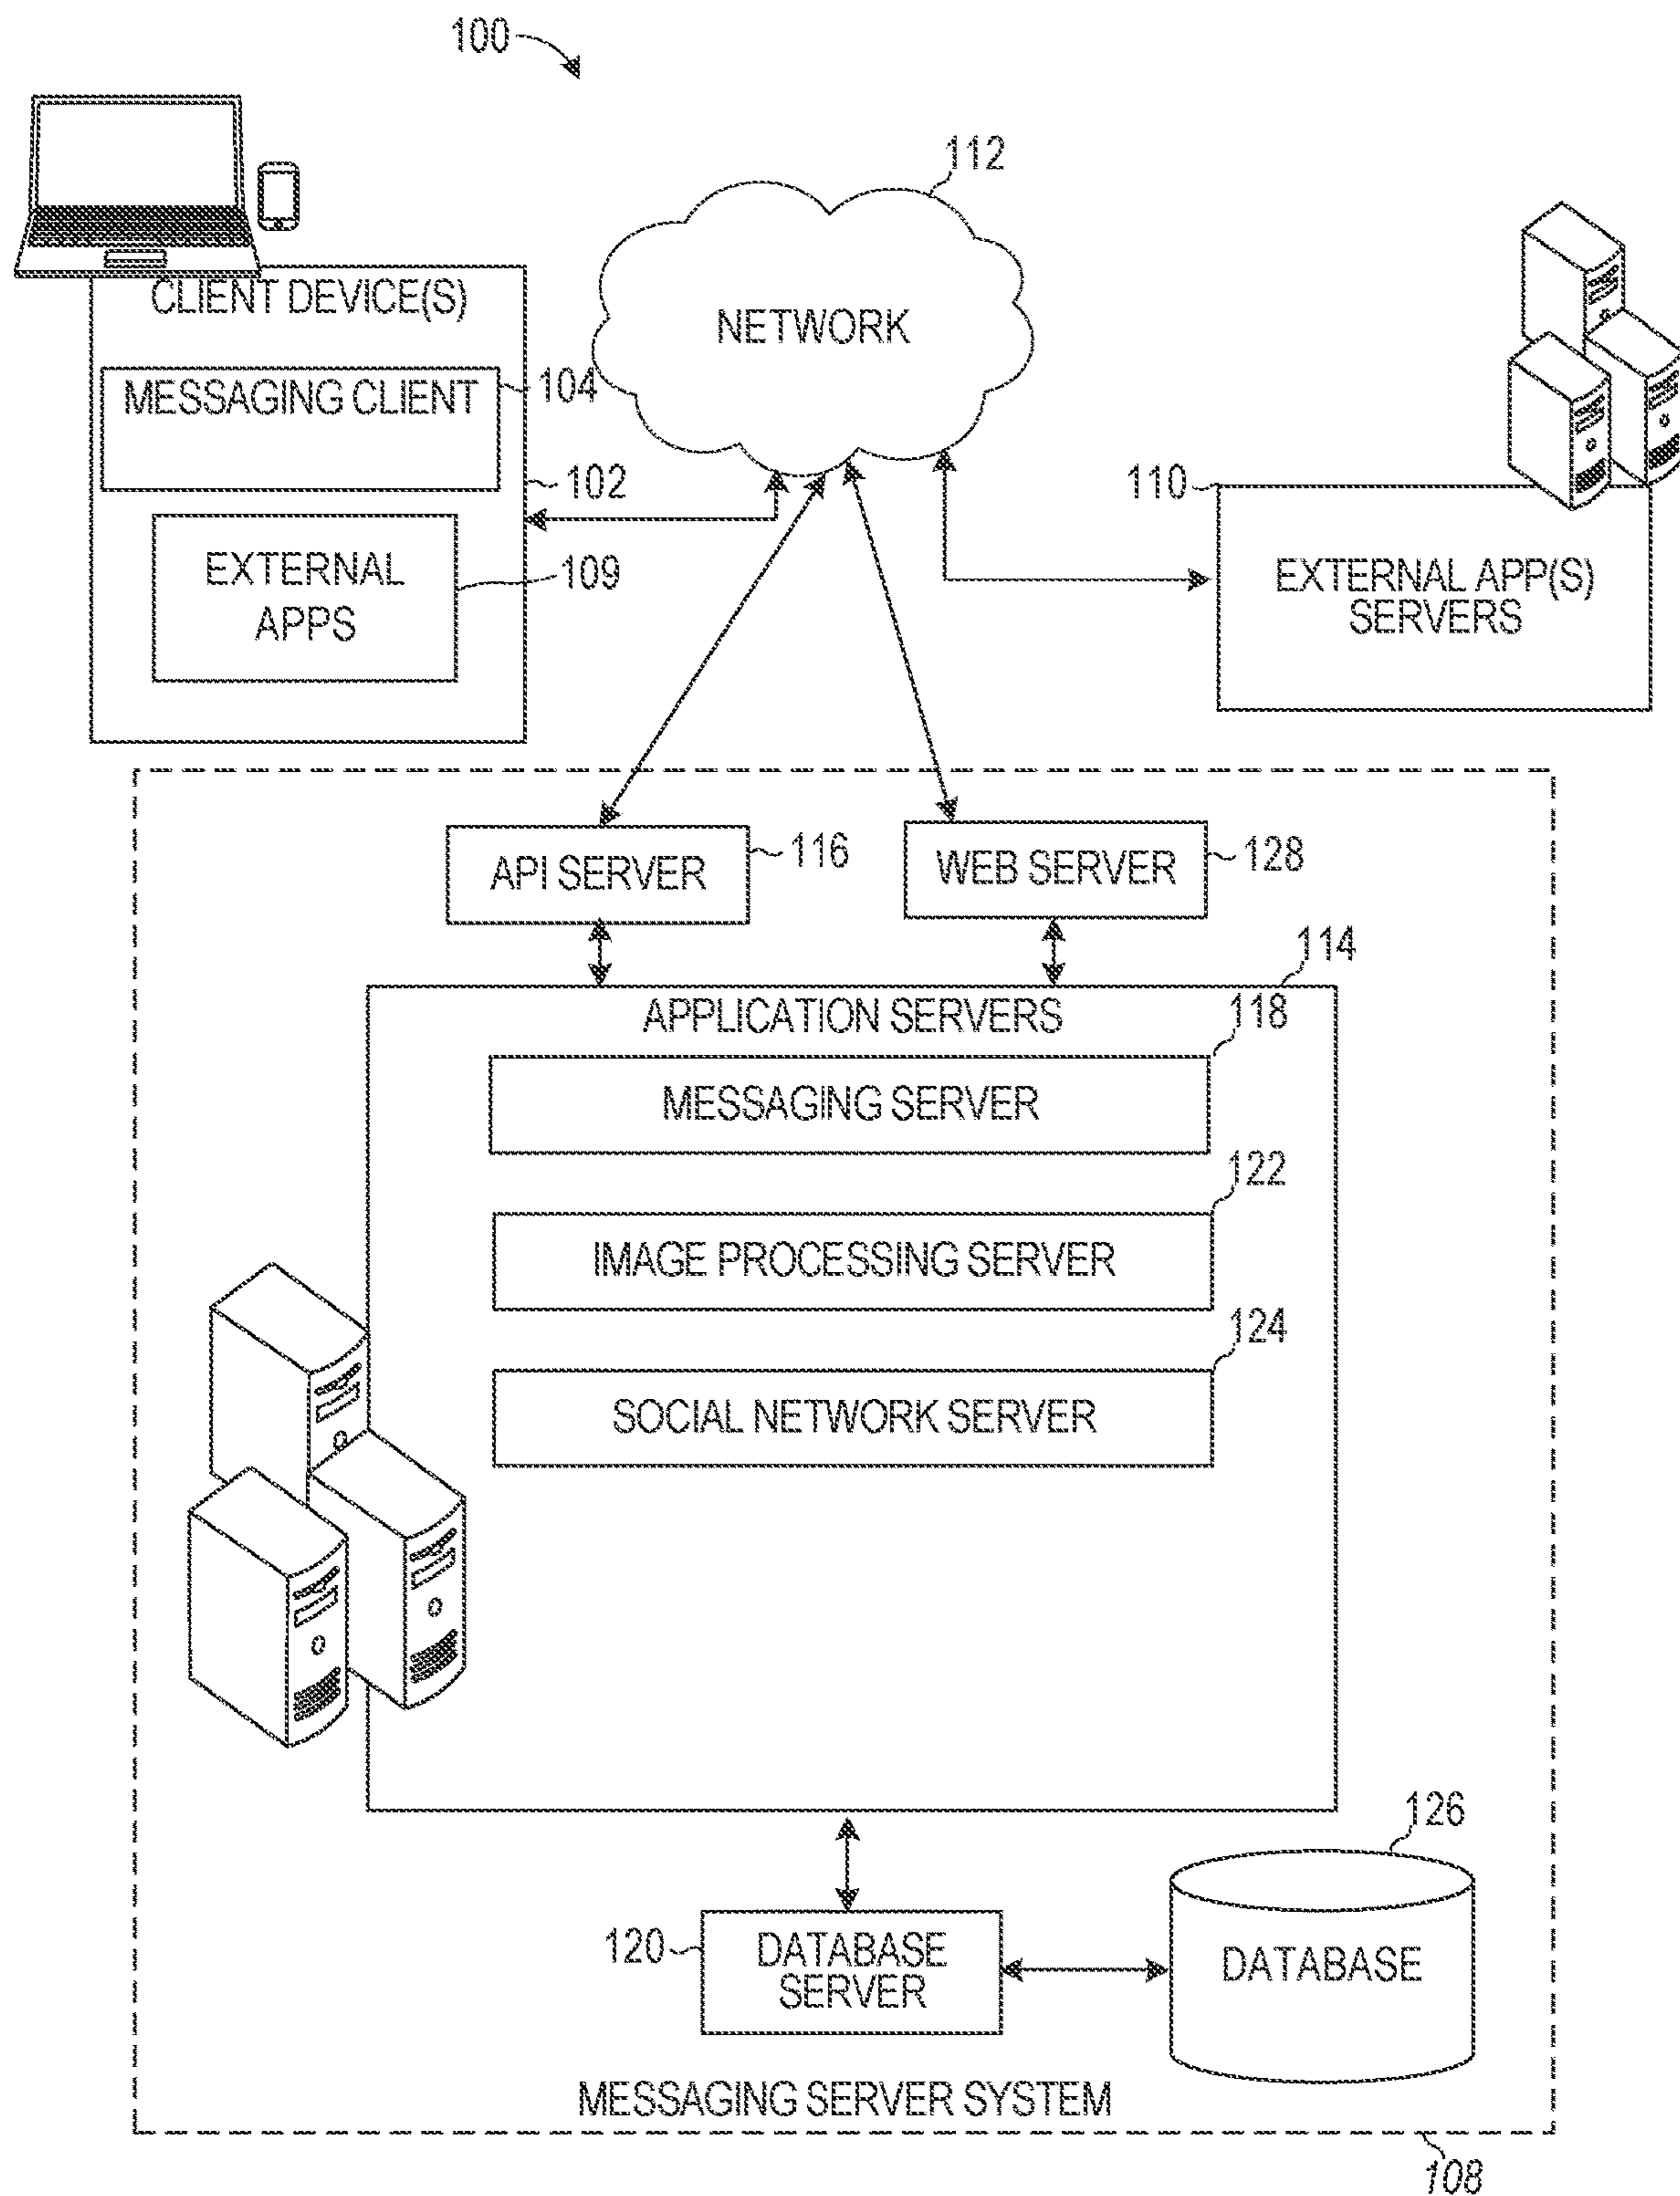 100
112
CLIENT DEVICE(S)
NETWORK
MESSAGING CLIENT
104
102
110
EXTERNAL
APPS
109
EXTERNAL APP(S)
SERVERS
API SERVER
116
WEB SERVER
128
114
APPLICATION SERVERS
118
MESSAGING SERVER
122
IMAGE PROCESSING SERVER
124
SOCIAL NETWORK SERVER
126
120
DATABASE
SERVER
DATABASE
MESSAGING SERVER SYSTEM
108